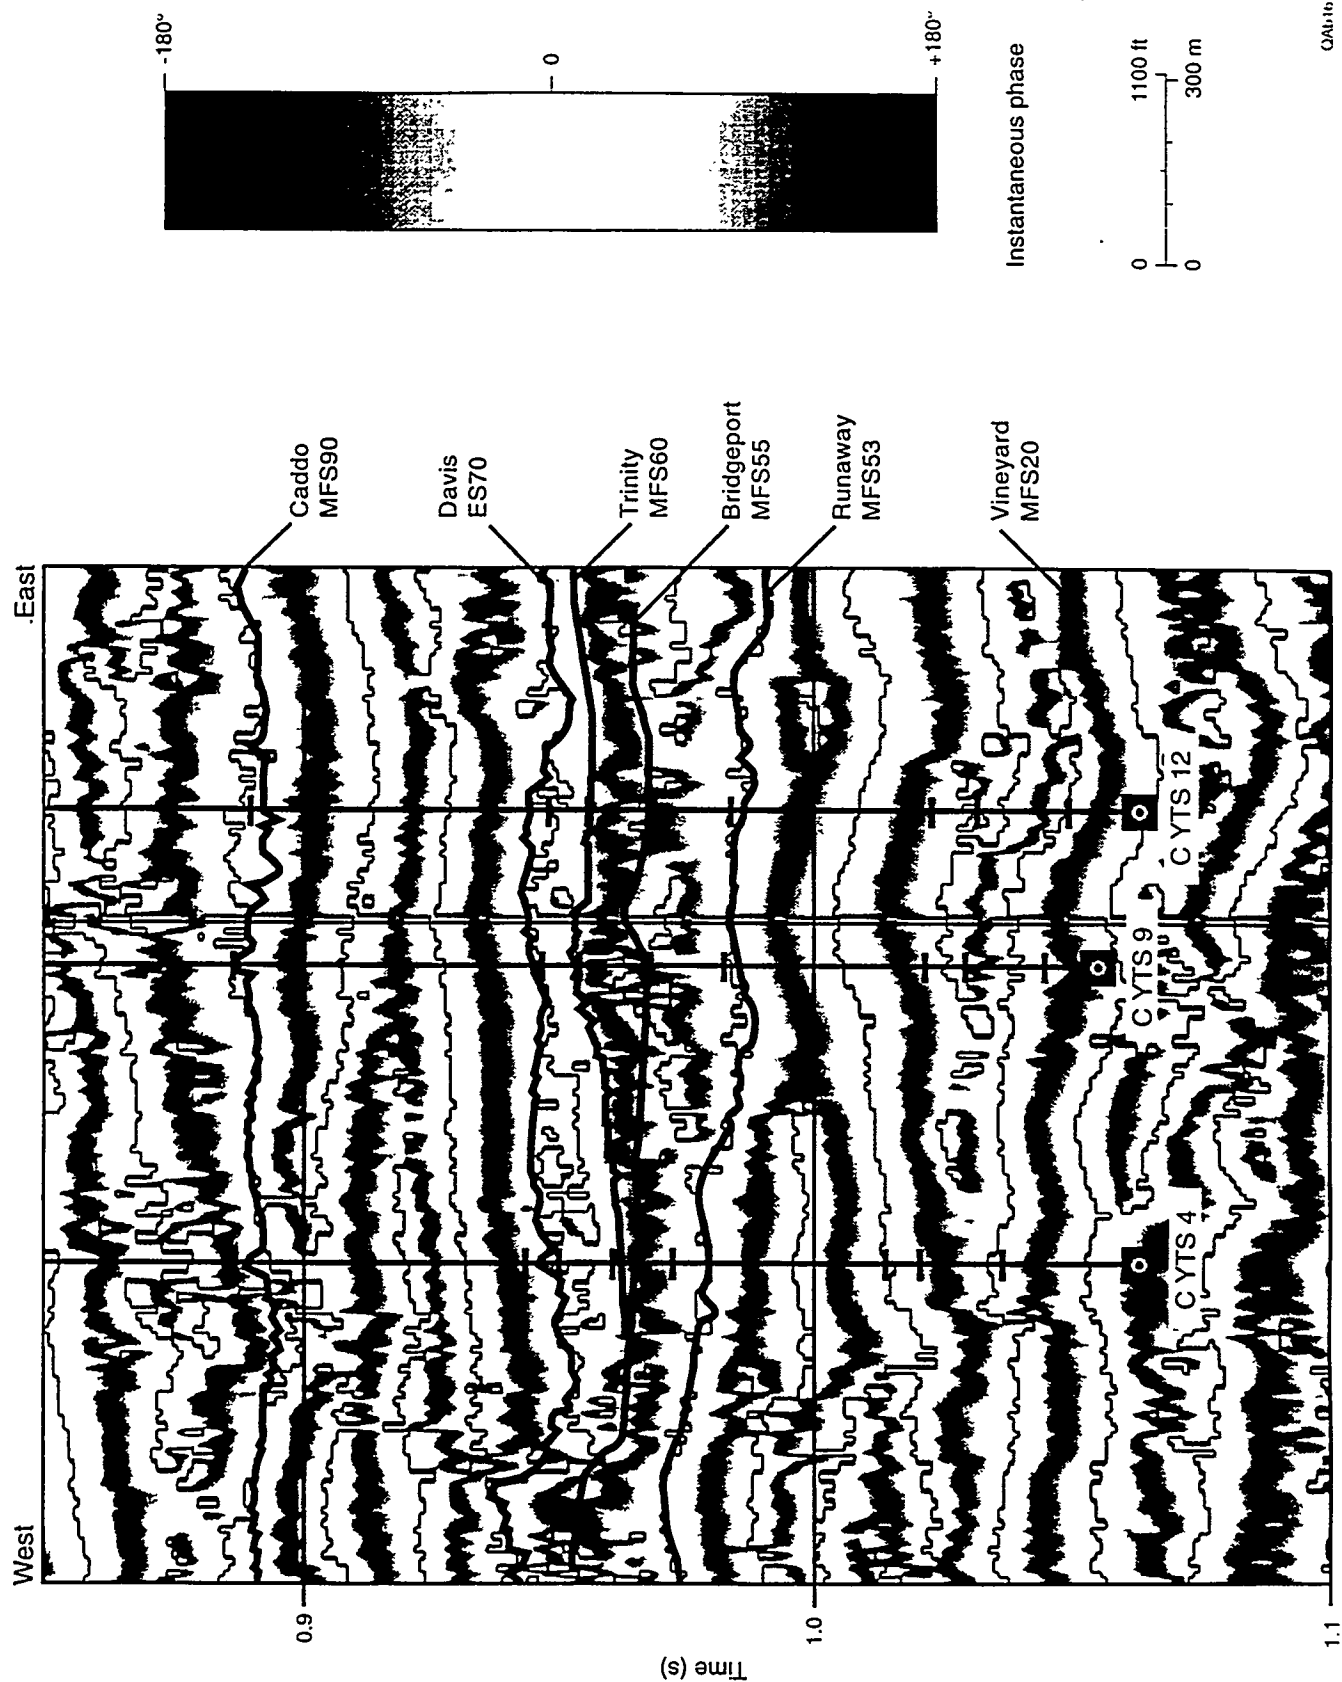 West
.East
Time (s)
0.9
1.0
1.1
Caddo
MFS90
Davis
ES70
Trinity
MFS60
Bridgeport
MFS55
Runaway
MFS53
Vineyard
MFS20
C YTS 4
C YTS 9
C YTS 12
-180°
0
+180°
Instantaneous phase
0 1100 ft
0 300 m